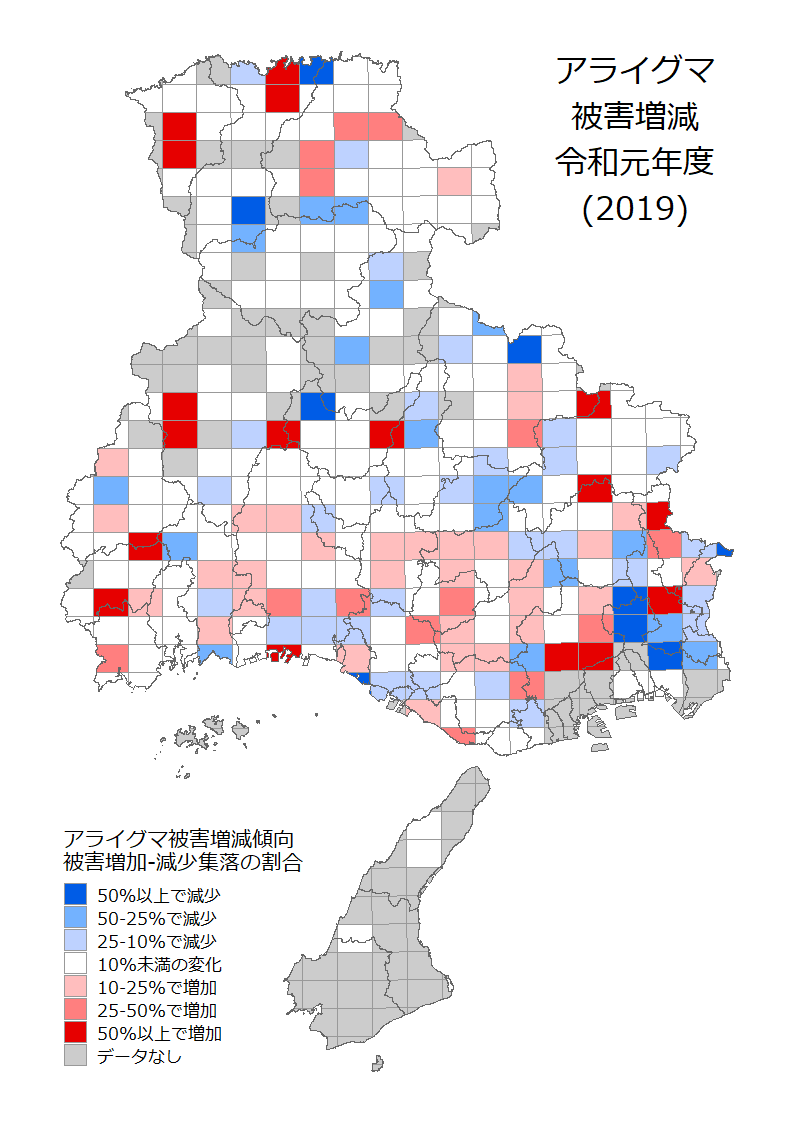 アライグマ
被害増減
令和元年度
(2019)
アライグマ被害増減傾向
被害増加-減少集落の割合
50%以上で減少
50-25%で減少
25-10%で減少
10%未満の変化
10-25%で増加
25-50%で増加
50%以上で増加
データなし